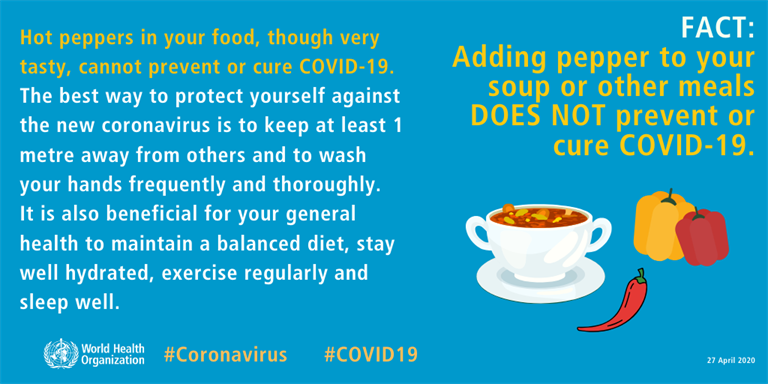 Hot peppers in your food, though very
tasty, cannot prevent or cure COVID-19.
The best way to protect yourself against
the new coronavirus is to keep at least 1
metre away from others and to wash
your hands frequently and thoroughly.
It is also beneficial for your general
health to maintain a balanced diet, stay
well hydrated, exercise regularly and
sleep well.
FACT:
Adding pepper to your
soup or other meals
DOES NOT prevent or
cure COVID-19.
World Health
Organization
#Coronavirus #COVID19
27 April 2020